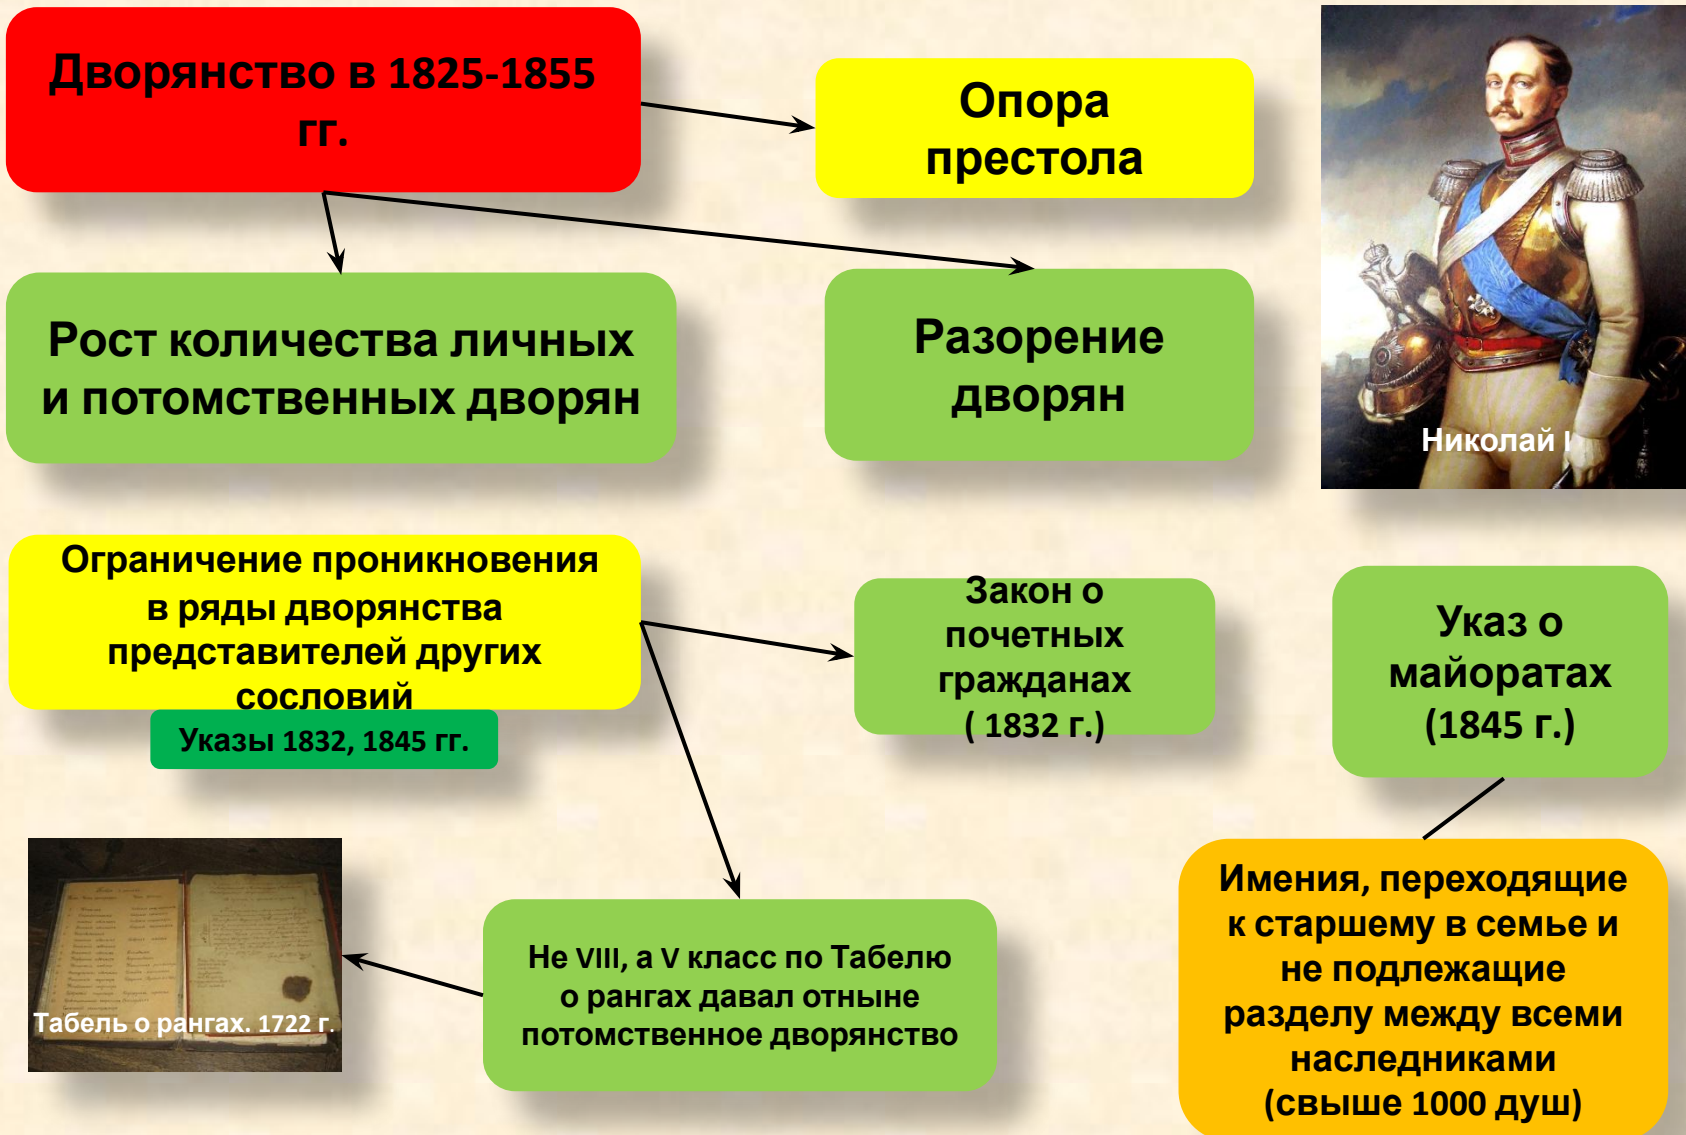 Дворянство в 1825-1855
гг.
Опора
престола
Рост количества личных
и потомственных дворян
Разорение
дворян
Николай I
Ограничение проникновения
в ряды дворянства
представителей других
сословий
Указы 1832, 1845 гг.
Закон о
почетных
гражданах
( 1832 г.)
Указ о
майоратах
(1845 г.)
Табель о рангах. 1722 г.
Не VIII, а V класс по Табелю
о рангах давал отныне
потомственное дворянство
Имения, переходящие
к старшему в семье и
не подлежащие
разделу между всеми
наследниками
(свыше 1000 душ)